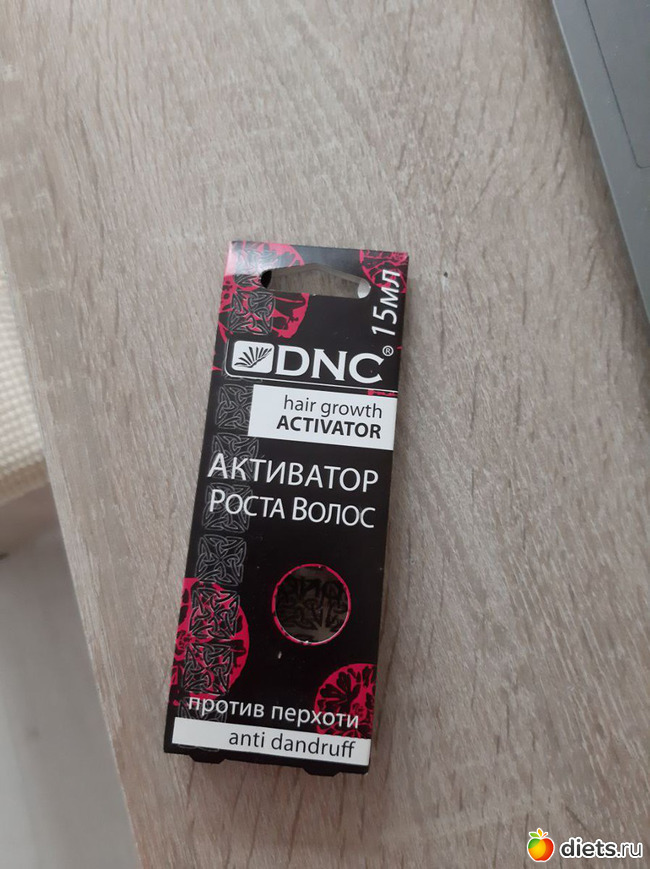 15мл
DNC®
hair growth
ACTIVATOR
Активатор
Роста Волос
против перхоти
anti dandruff
diets.ru